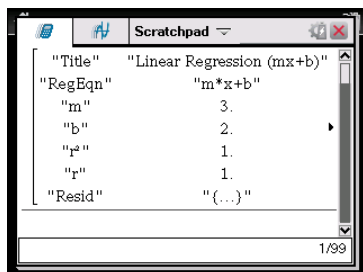 Scratchpad
"Title" "Linear Regression (mx+b)"
"RegEqn" "m*x+b"
"m" 3.
"b" 2.
"r²" 1.
"r" 1.
"Resid" "{...}"
1/99